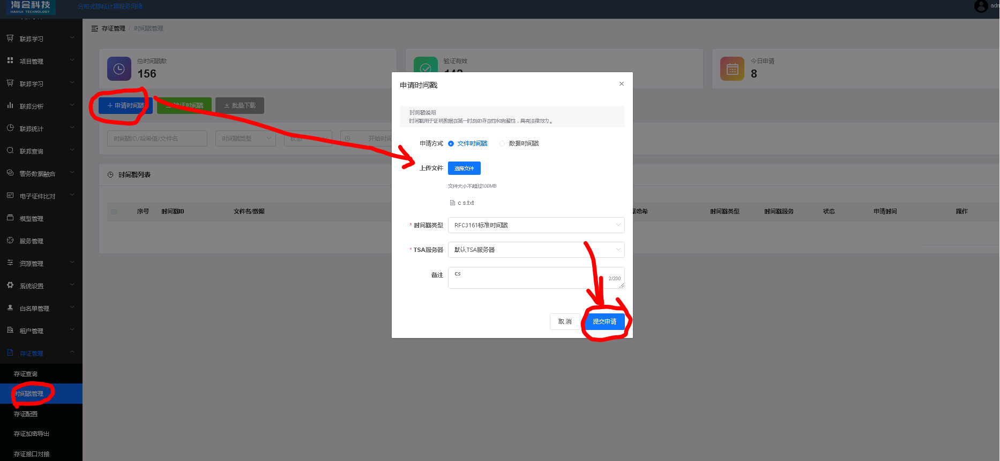 海会科技
HAIHUI TECHNOLOGY
分布式隐私计算服务网络
存证管理 / 时间戳管理
联邦学习
项目管理
联邦学习
联邦分析
联邦统计
联邦查询
警务数据融合
电子证件比对
模型管理
服务管理
资源管理
系统设置
白名单管理
租户管理
存证管理
存证查询
时间戳管理
存证配置
存证加密导出
存证接口对接
总时间戳数
156
验证有效
今日申请
8
申请时间戳
验证时间戳
批量下载
时间戳ID/哈希值/文件名
时间戳类型
状态
开始时间
时间戳列表
序号 时间戳ID 文件名/数据 哈希 时间戳类型 时间戳服务 状态 申请时间 操作
申请时间戳
时间戳说明
时间戳用于证明数据在某一时刻的存在性和完整性，具有法律效力。
申请方式 文件时间戳 数据时间戳
上传文件 选择文件
文件大小不超过100MB
c s.txt
* 时间戳类型 RFC3161标准时间戳
* TSA服务器 默认TSA服务器
备注 cs
2/200
取 消
提交申请